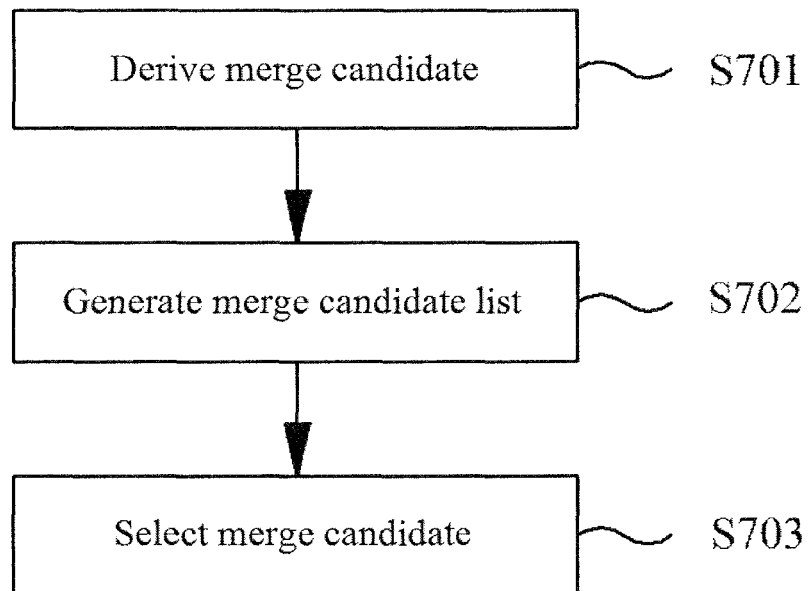 Derive merge candidate S701
Generate merge candidate list S702
Select merge candidate S703